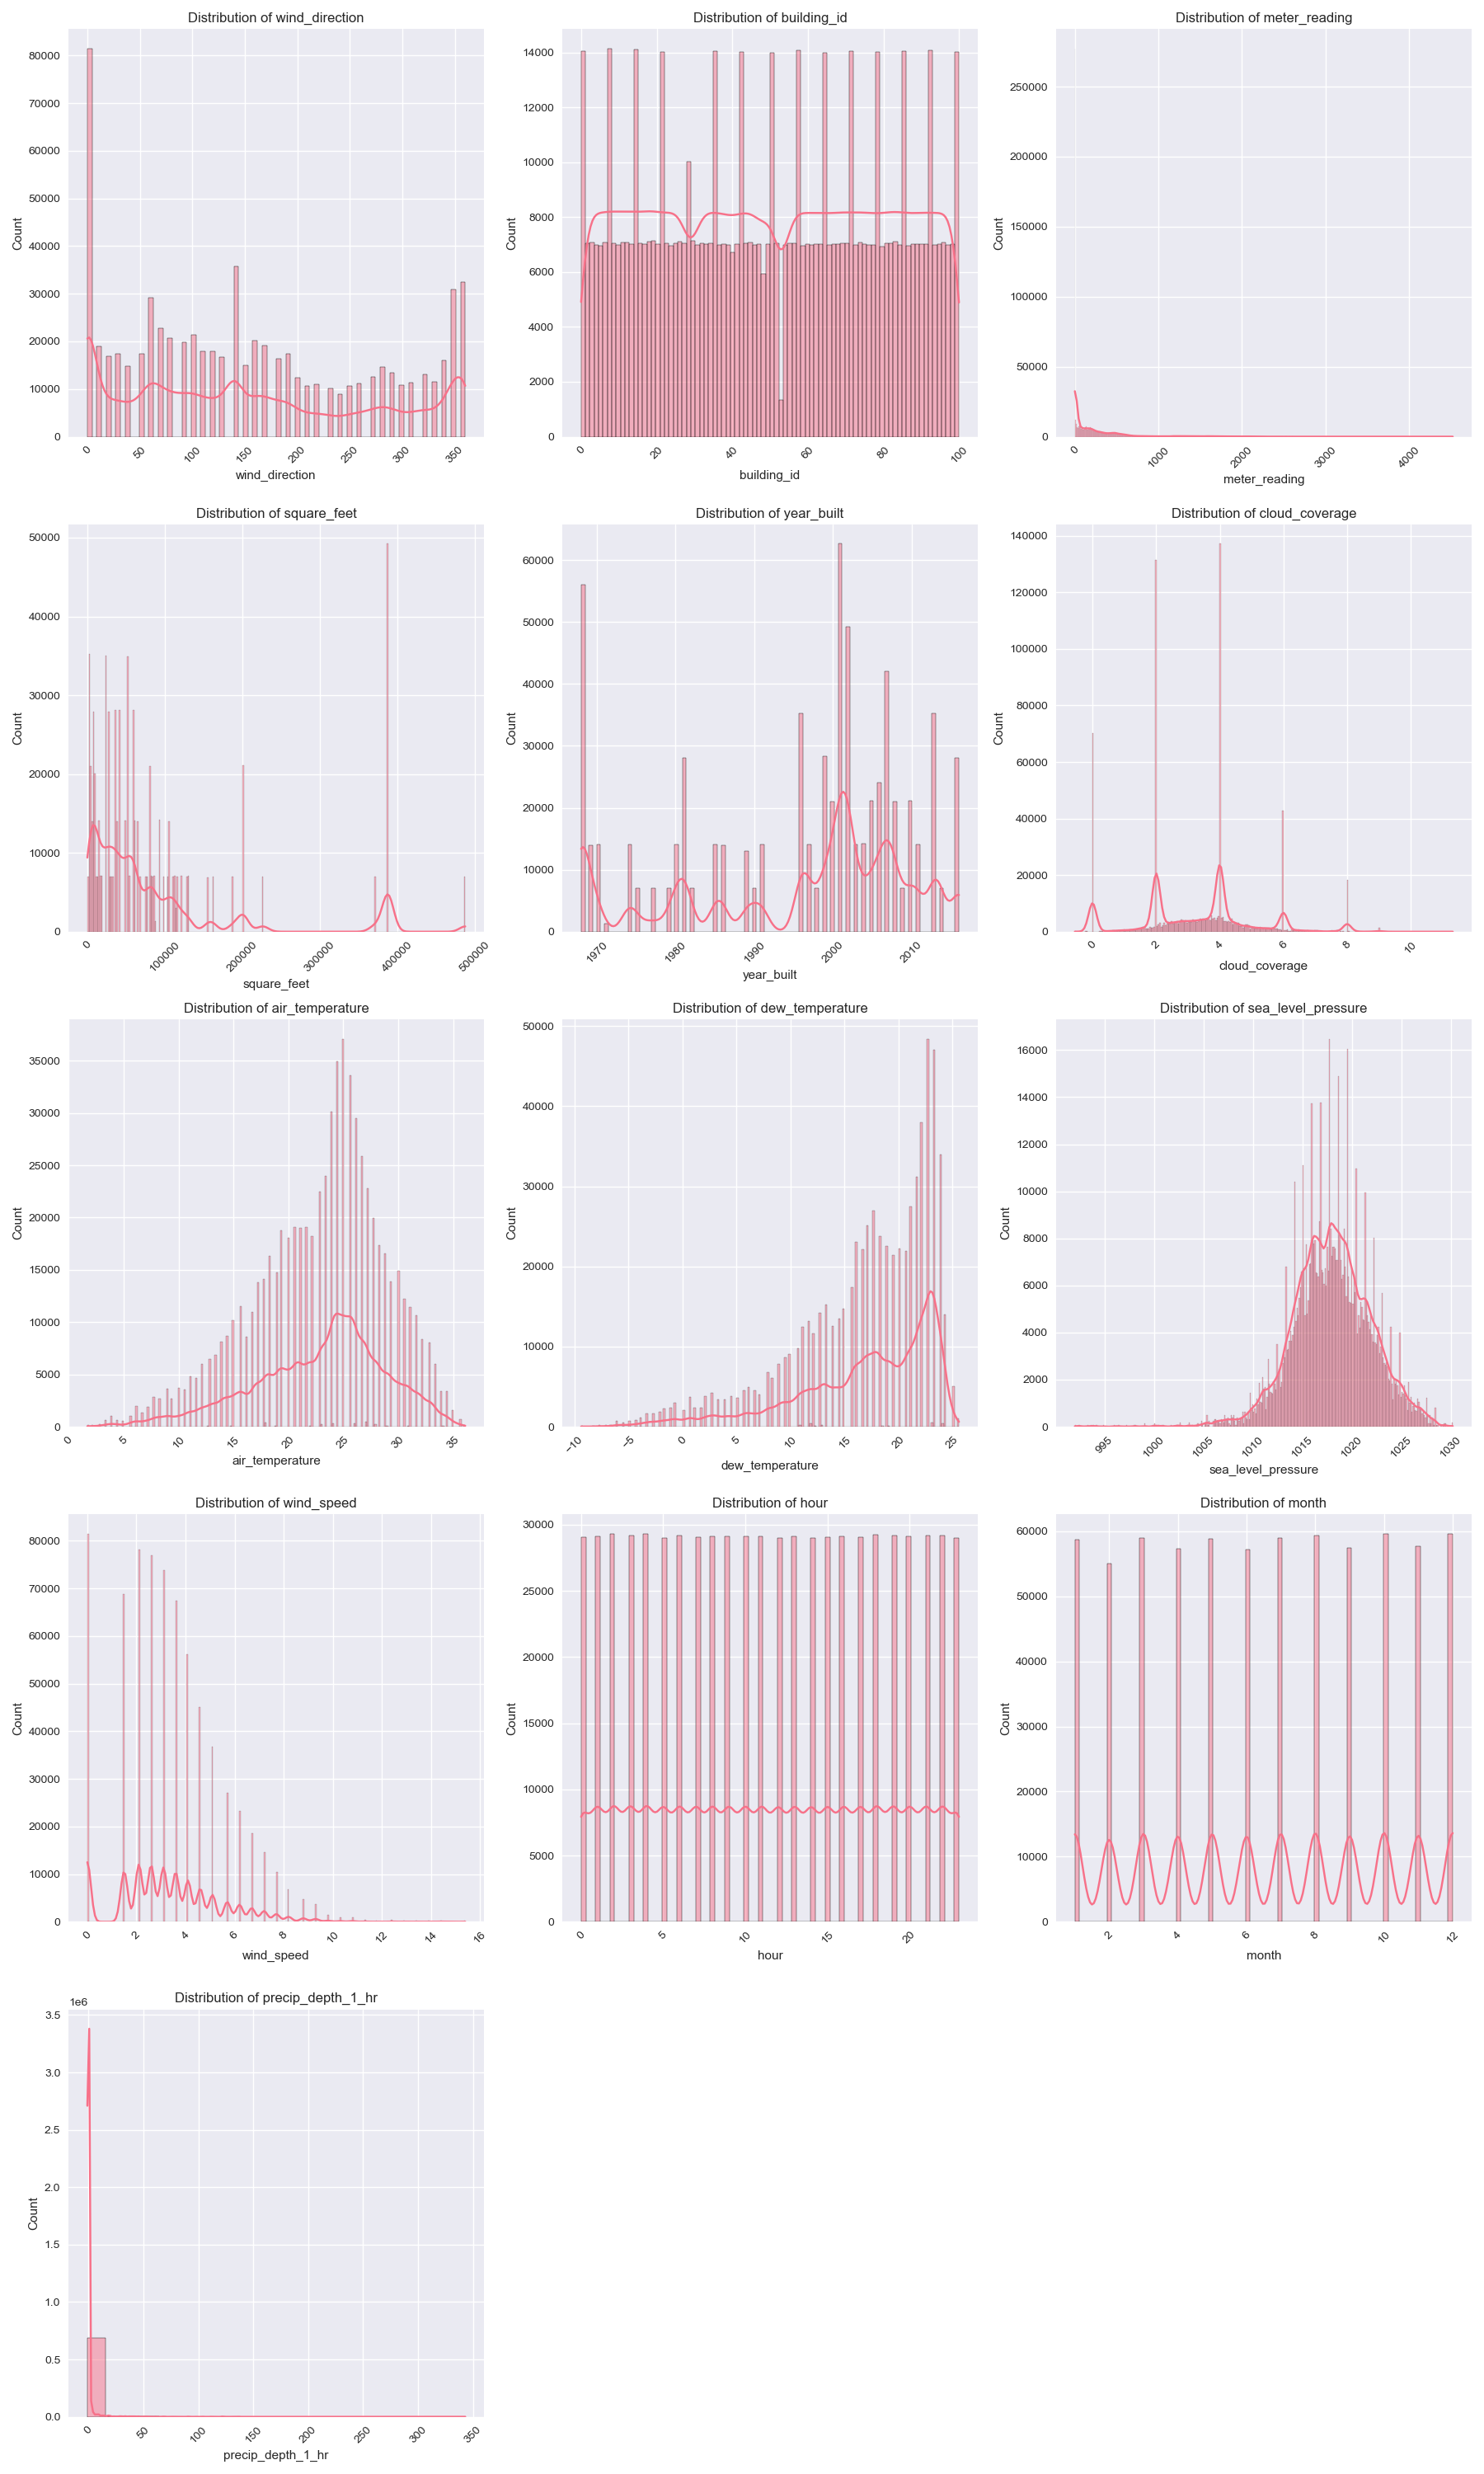 Distribution of wind_direction
Count
80000
70000
60000
50000
40000
30000
20000
10000
0
0 50 100 150 200 250 300 350
wind_direction
Distribution of building_id
Count
14000
12000
10000
8000
6000
4000
2000
0
0 20 40 60 80 100
building_id
Distribution of meter_reading
Count
250000
200000
150000
100000
50000
0
0 1000 2000 3000 4000
meter_reading
Distribution of square_feet
Count
50000
40000
30000
20000
10000
0
0 100000 200000 300000 400000 500000
square_feet
Distribution of year_built
Count
60000
50000
40000
30000
20000
10000
0
1970 1980 1990 2000 2010
year_built
Distribution of cloud_coverage
Count
140000
120000
100000
80000
60000
40000
20000
0
0 2 4 6 8 10
cloud_coverage
Distribution of air_temperature
Count
35000
30000
25000
20000
15000
10000
5000
0
0 5 10 15 20 25 30 35
air_temperature
Distribution of dew_temperature
Count
50000
40000
30000
20000
10000
0
−10 −5 0 5 10 15 20 25
dew_temperature
Distribution of sea_level_pressure
Count
16000
14000
12000
10000
8000
6000
4000
2000
0
995 1000 1005 1010 1015 1020 1025 1030
sea_level_pressure
Distribution of wind_speed
Count
80000
70000
60000
50000
40000
30000
20000
10000
0
0 2 4 6 8 10 12 14 16
wind_speed
Distribution of hour
Count
30000
25000
20000
15000
10000
5000
0
0 5 10 15 20
hour
Distribution of month
Count
60000
50000
40000
30000
20000
10000
0
2 4 6 8 10 12
month
Distribution of precip_depth_1_hr
1e6
Count
3.5
3.0
2.5
2.0
1.5
1.0
0.5
0.0
0 50 100 150 200 250 300 350
precip_depth_1_hr